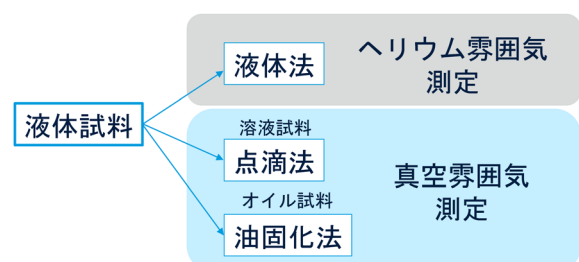 液体試料
液体法
ヘリウム雰囲気
測定
溶液試料
点滴法
オイル試料
油固化法
真空雰囲気
測定